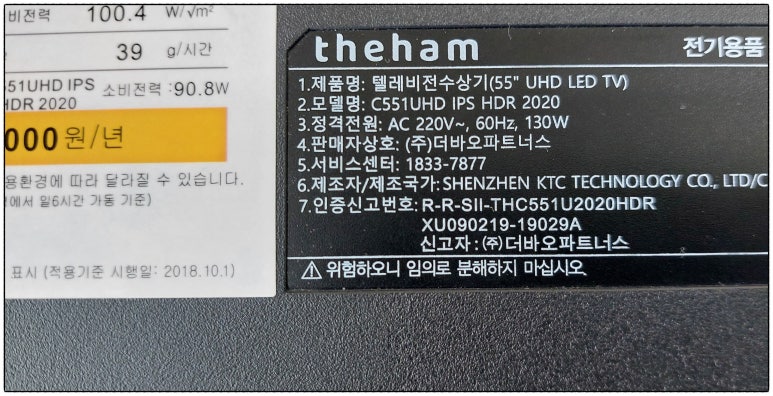 비전력 100.4 W/√m²
39 g/시간
551UHD IPS 소비전력 :90.8W
HDR 2020
000원/년
용환경에 따라 달라질 수 있습니다.
에서 일6시간 가동 기준)
표시 (적용기준 시행일: 2018.10.1)
theham 전기용품
1.제품명: 텔레비전수상기(55" UHD LED TV)
2.모델명: C551UHD IPS HDR 2020
3.정격전원: AC 220V~, 60Hz, 130W
4.판매자상호: (주)더바오파트너스
5.서비스센터: 1833-7877
6.제조자/제조국가: SHENZHEN KTC TECHNOLOGY CO., LTD/C
7.인증신고번호: R-R-SII-THC551U2020HDR
XU090219-19029A
신고자 : (주)더바오파트너스
⚠ 위험하오니 임의로 분해하지 마십시오